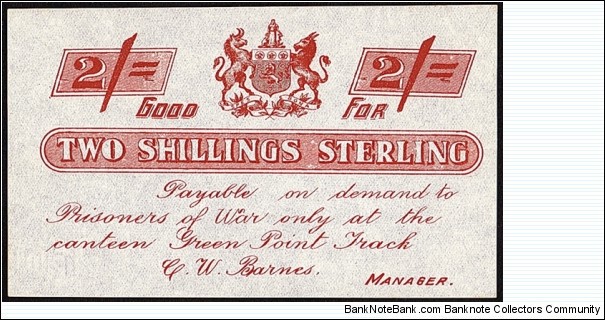 2/= 2/=
Good For
TWO SHILLINGS STERLING
Payable on demand to
Prisoners of War only at the
canteen Green Point Track
C. W. Barnes.
MANAGER.
BankNoteBank.com Banknote Collectors Community